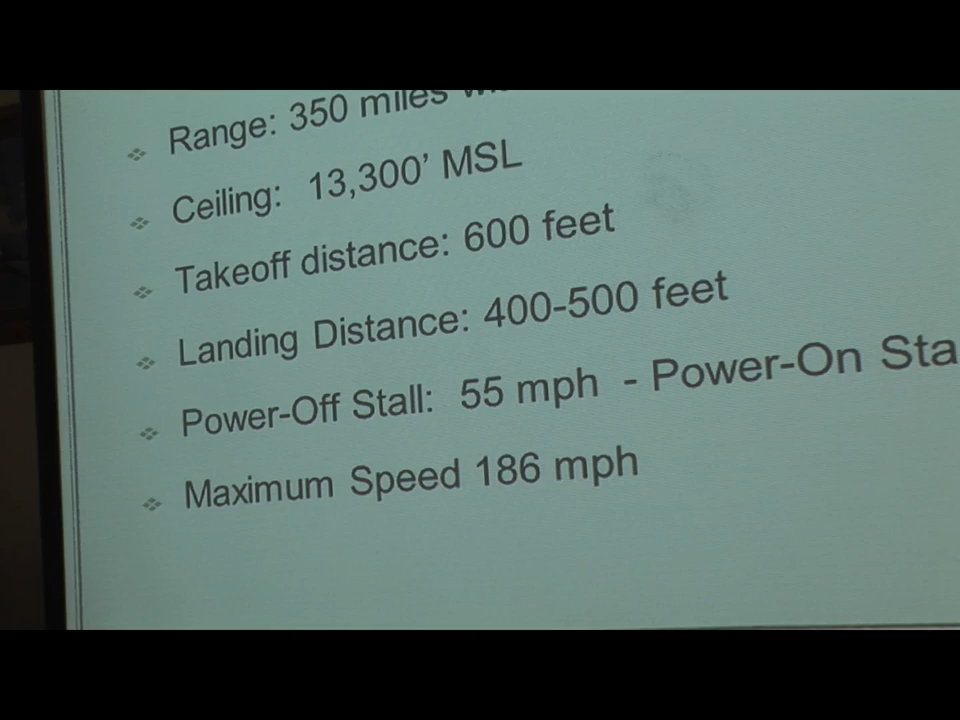 Range: 350 miles
Ceiling: 13,300' MSL
Takeoff distance: 600 feet
Landing Distance: 400-500 feet
Power-Off Stall: 55 mph - Power-On
Maximum Speed 186 mph